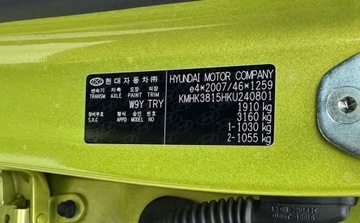 현대자동차(주)
변속기 차축 도장 외장
TRANSM AXLE PAINT TRIM
W9Y TRY
S.P.NO
S.K.C
HYUNDAI MOTOR COMPANY
e4*2007/46*1259
KMHK3815HKU240801
1910 kg
3160 kg
1-1030 kg
2-1055 kg